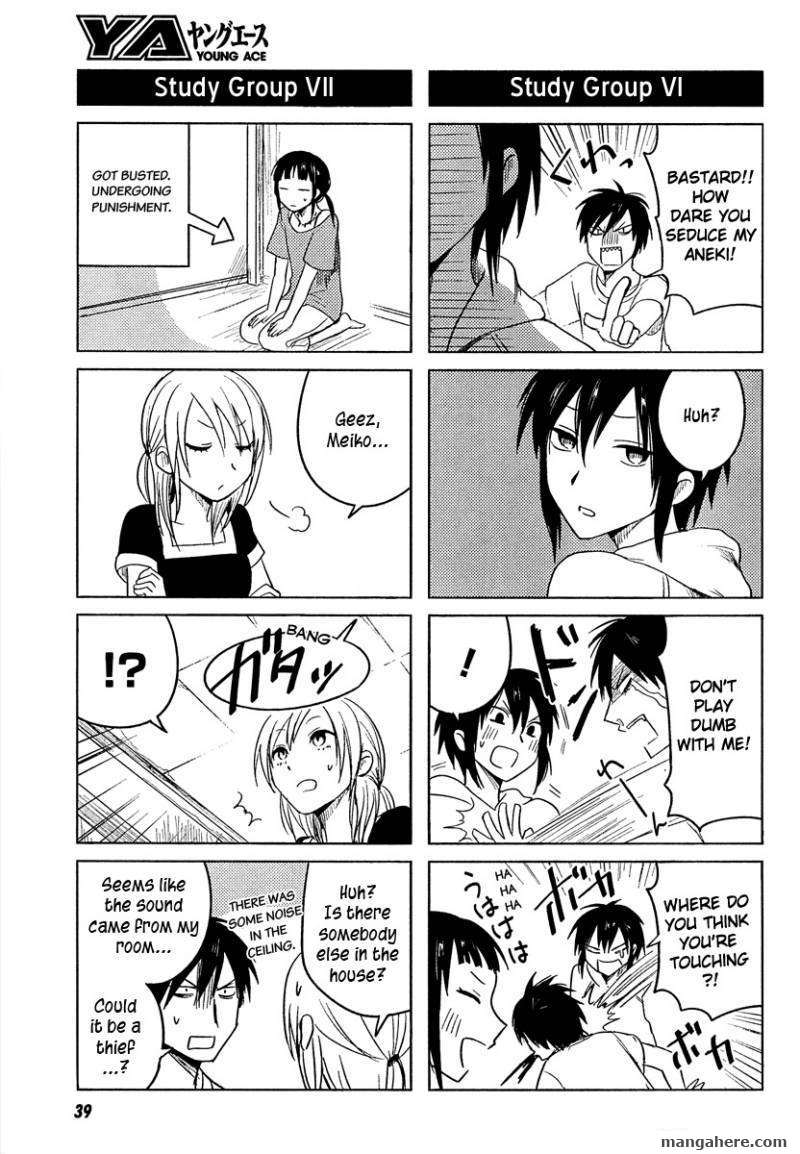 YA
ヤングエース
YOUNG ACE
Study Group VI
くわっ
BASTARD!!
HOW
DARE YOU
SEDUCE MY
ANEKI!
HUH?
DON'T
PLAY
DUMB
WITH ME!
ドドド
!
WHERE DO
YOU THINK
YOU'RE
TOUCHING
?!
ボカ
HA
HA
HA
うははは
ボカ
Study Group VII
GOT BUSTED.
UNDERGOING
PUNISHMENT.
Geez,
Meiko...
BANG
ガタッ
!?
Huh?
Is there
somebody
else in the
house?
THERE WAS
SOME NOISE
IN THE
CEILING.
Seems like
the sound
came from my
room...
Could
it be a
thief
...?
39
mangahere.com